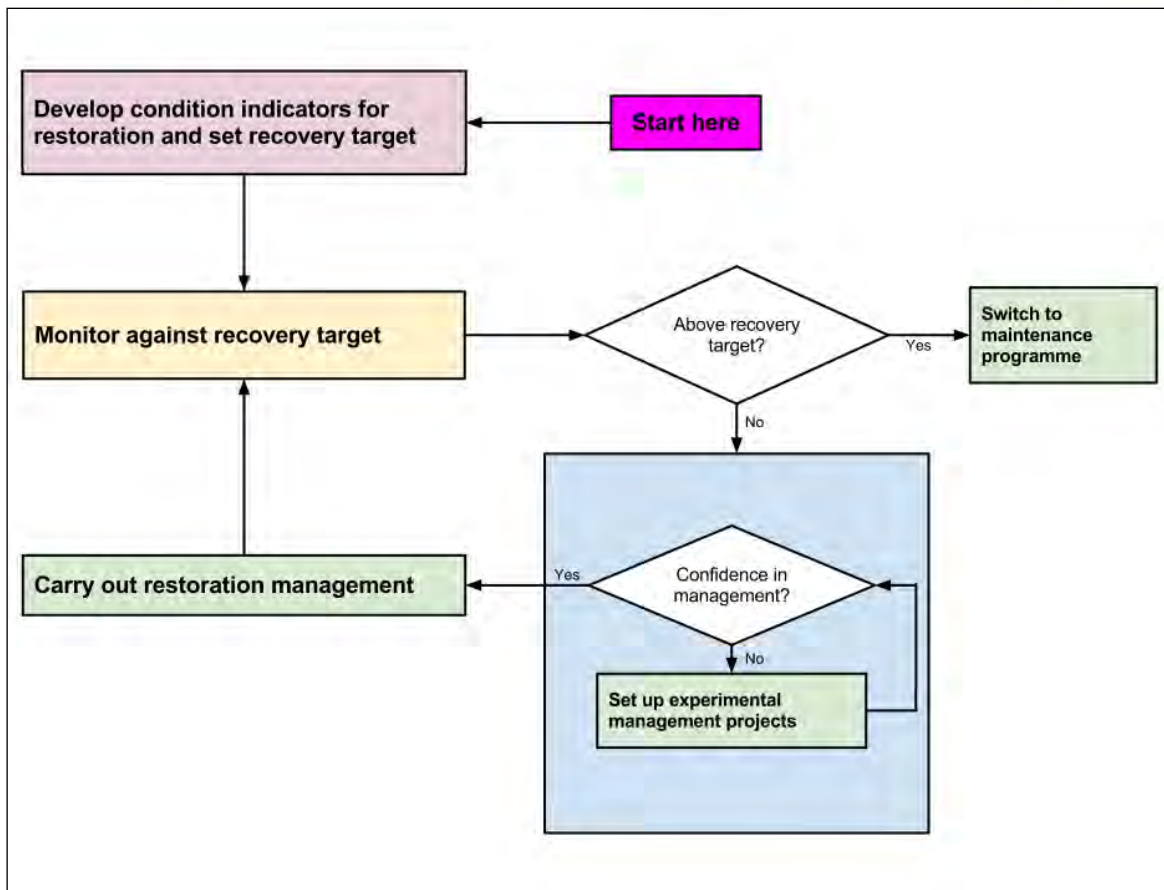 Develop condition indicators for
restoration and set recovery target
Start here
Monitor against recovery target
Above recovery
target?
Yes
Switch to
maintenance
programme
No
Carry out restoration management
Yes
Confidence in
management?
No
Set up experimental
management projects